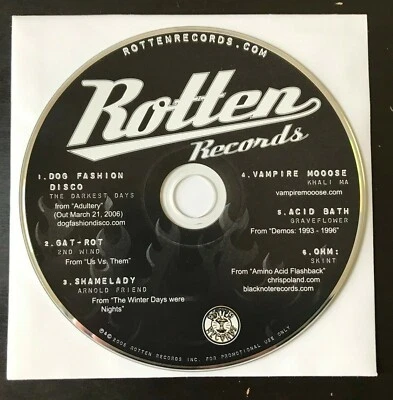 ROTTENRECORDS.COM
Rotten
Records
1.DOG FASHION
DISCO
THE DARKEST DAYS
from "Adultery"
(Out March 21, 2006)
dogfashiondisco.com
2.GAT-ROT
2ND WIND
From "Us Vs. Them"
3.SHAMELADY
ARNOLD FRIEND
From "The Winter Days were
Nights"
4.VAMPIRE MOOOSE
KHALI MA
vampiremooose.com
5.ACID BATH
GRAVEFLOWER
From "Demos: 1993 - 1996"
6.OHM:
SKINT
From "Amino Acid Flashback"
chrispoland.com
blacknoterecords.com
ROTTEN
RECORDS
©℗ 2006 ROTTEN RECORDS INC. FOR PROMOTIONAL USE ONLY